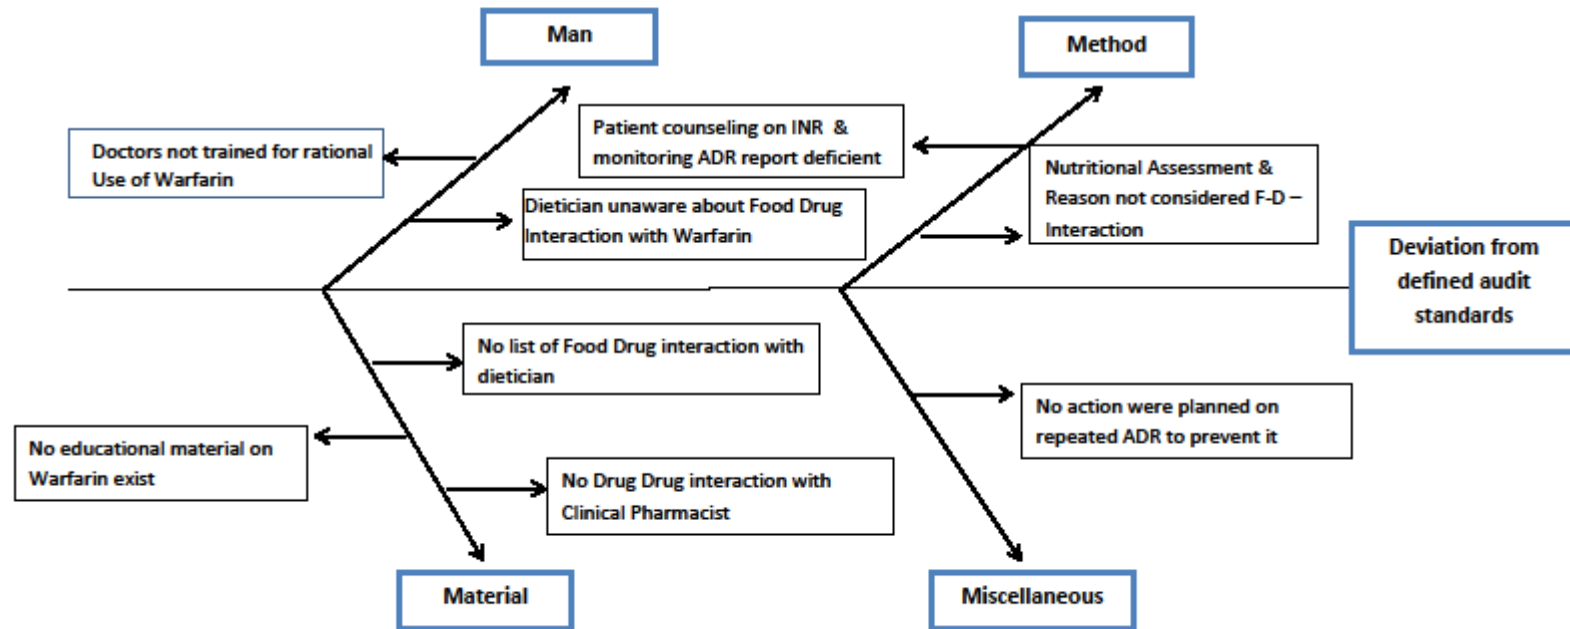 Man
Method
Doctors not trained for rational
Use of Warfarin
Patient counseling on INR &
monitoring ADR report deficient
Dietician unaware about Food Drug
Interaction with Warfarin
Nutritional Assessment &
Reason not considered F-D –
Interaction
Deviation from
defined audit
standards
No list of Food Drug interaction with
dietician
No educational material on
Warfarin exist
No Drug Drug interaction with
Clinical Pharmacist
No action were planned on
repeated ADR to prevent it
Material
Miscellaneous